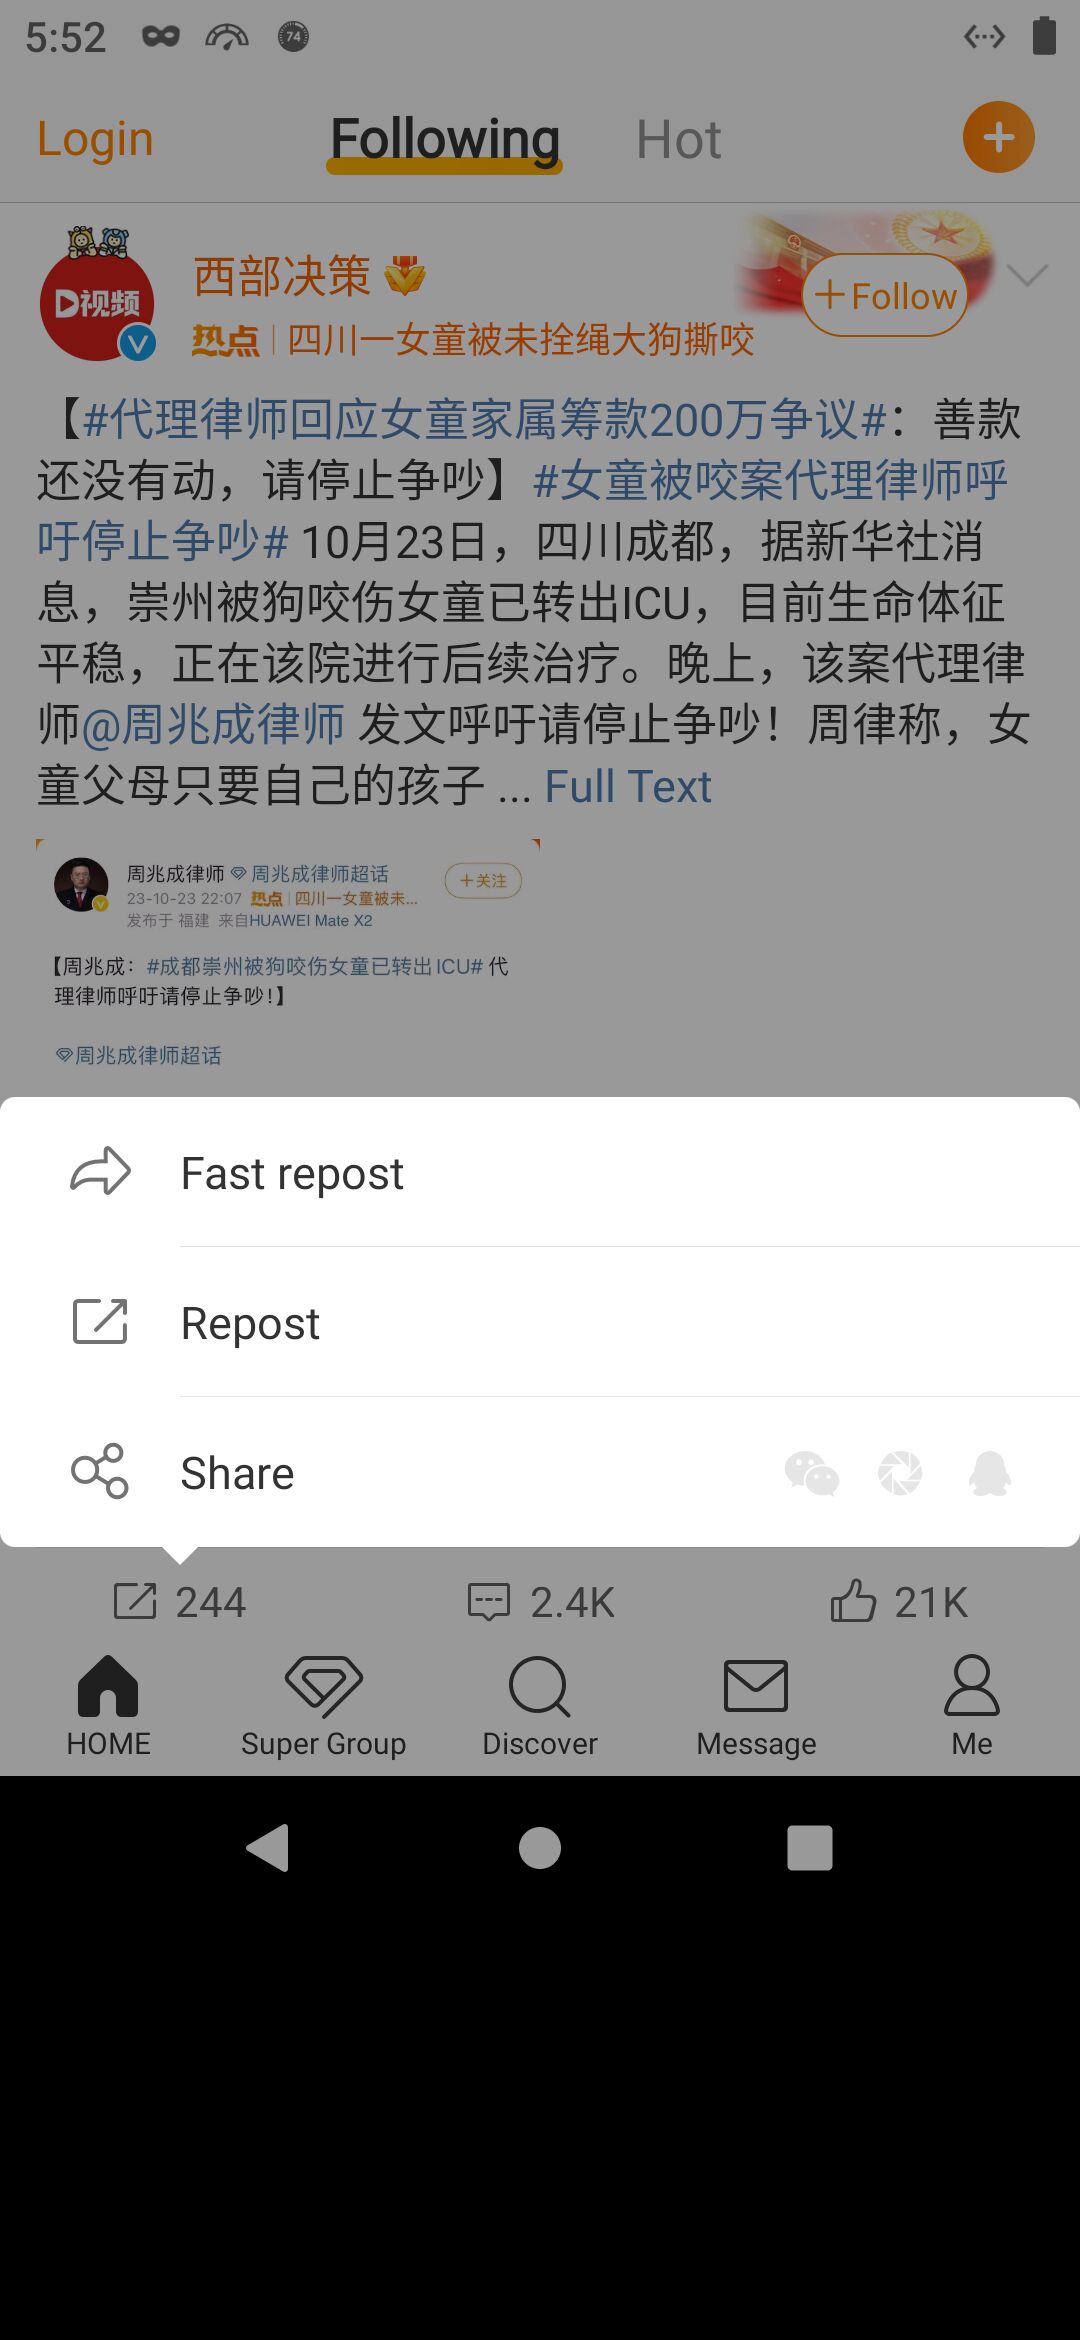 5:52
74
Login
Following
Hot
D视频
西部决策
+Follow
热点|四川一女童被未拴绳大狗撕咬
【#代理律师回应女童家属筹款200万争议#：善款
还没有动，请停止争吵】#女童被咬案代理律师呼
吁停止争吵# 10月23日，四川成都，据新华社消
息，崇州被狗咬伤女童已转出ICU，目前生命体征
平稳，正在该院进行后续治疗。晚上，该案代理律
师@周兆成律师 发文呼吁请停止争吵！周律称，女
童父母只要自己的孩子 ... Full Text
周兆成律师 周兆成律师超话
+关注
23-10-23 22:07 热点|四川一女童被未...
发布于 福建 来自HUAWEI Mate X2
【周兆成：#成都崇州被狗咬伤女童已转出ICU# 代
理律师呼吁请停止争吵！】
周兆成律师超话
Fast repost
Repost
Share
244
2.4K
21K
HOME
Super Group
Discover
Message
Me